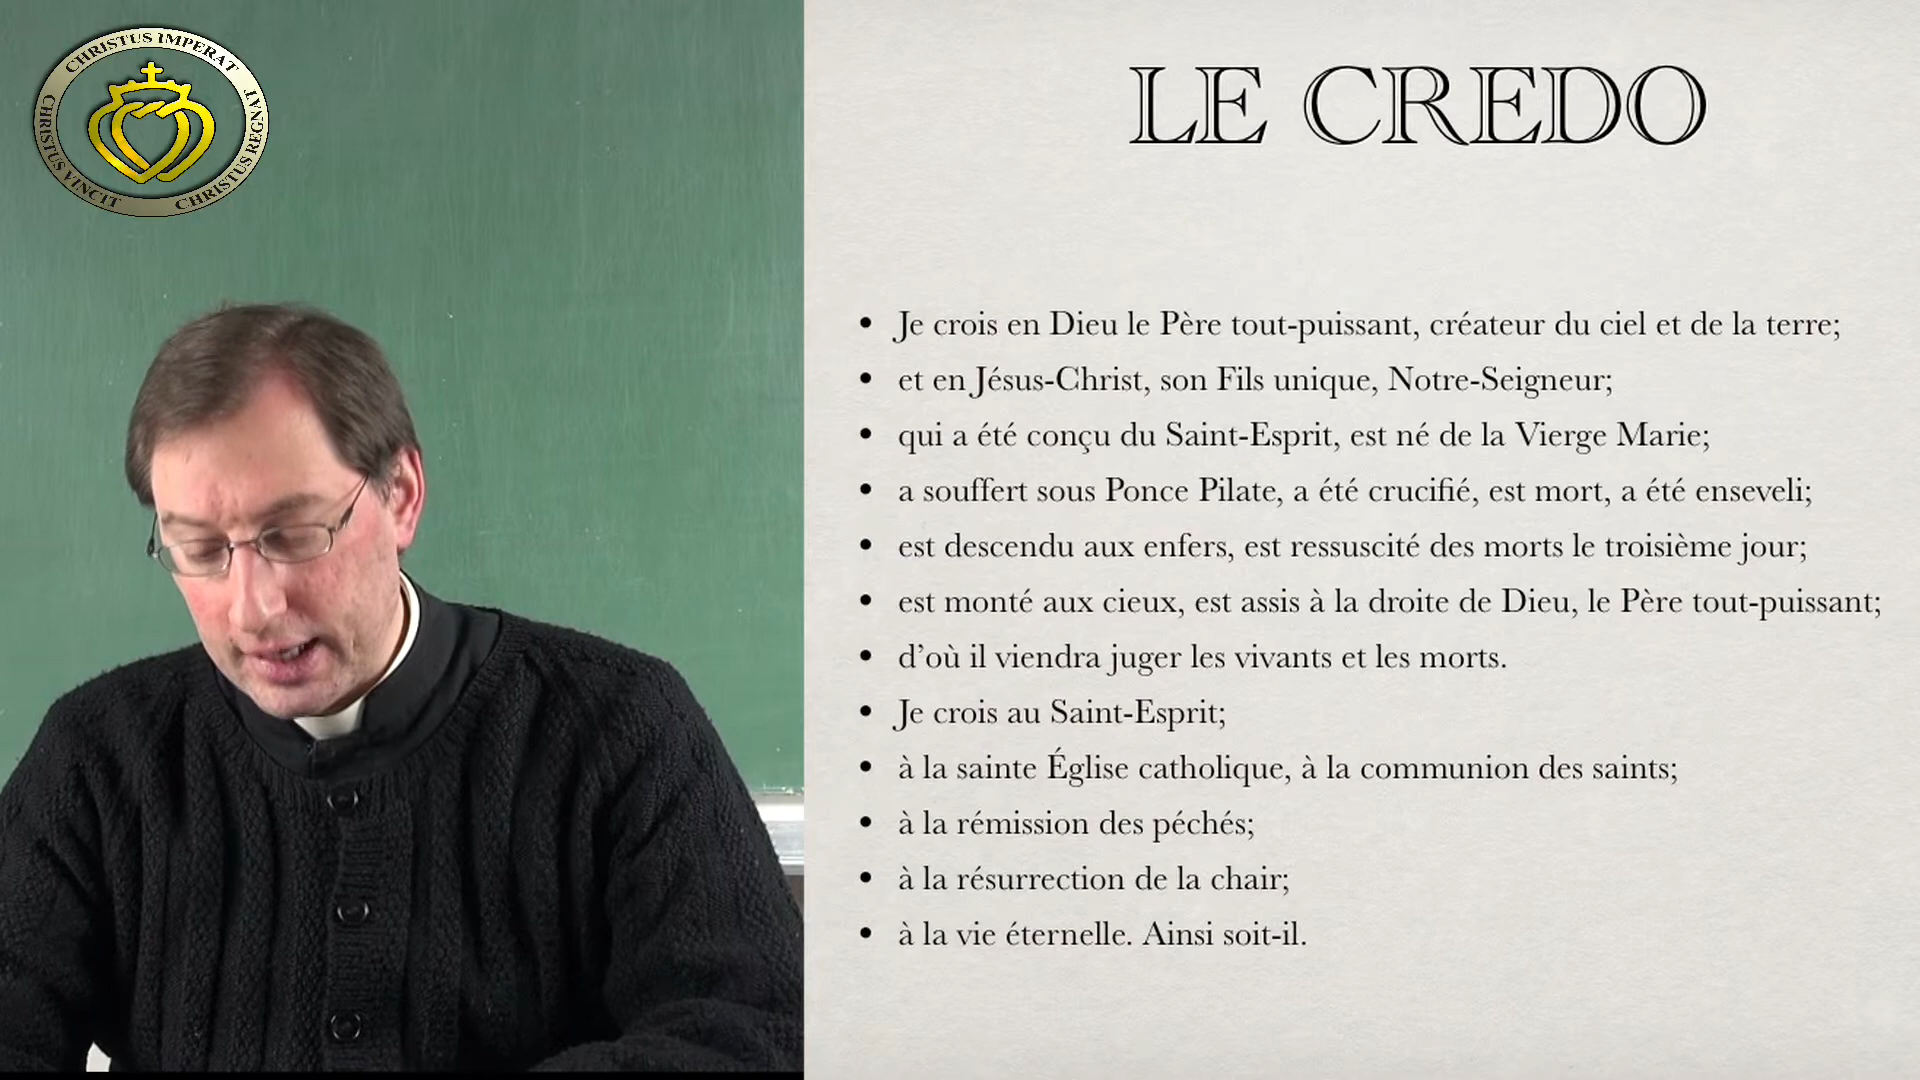 CHRISTUS VINCIT
CHRISTUS IMPERAT
CHRISTUS REGNAT
LE CREDO
• Je crois en Dieu le Père tout-puissant, créateur du ciel et de la terre;
• et en Jésus-Christ, son Fils unique, Notre-Seigneur;
• qui a été conçu du Saint-Esprit, est né de la Vierge Marie;
• a souffert sous Ponce Pilate, a été crucifié, est mort, a été enseveli;
• est descendu aux enfers, est ressuscité des morts le troisième jour;
• est monté aux cieux, est assis à la droite de Dieu, le Père tout-puissant;
• d’où il viendra juger les vivants et les morts.
• Je crois au Saint-Esprit;
• à la sainte Église catholique, à la communion des saints;
• à la rémission des péchés;
• à la résurrection de la chair;
• à la vie éternelle. Ainsi soit-il.